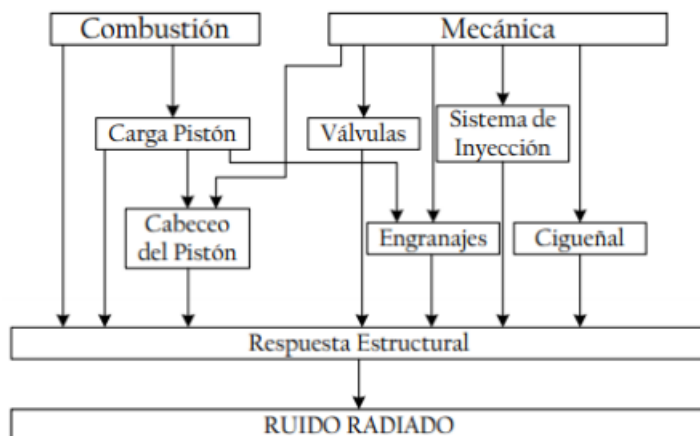 Combustión
Mecánica
Carga Pistón
Válvulas
Sistema de
Inyección
Cabeceo
del Pistón
Engranajes
Cigueñal
Respuesta Estructural
RUIDO RADIADO